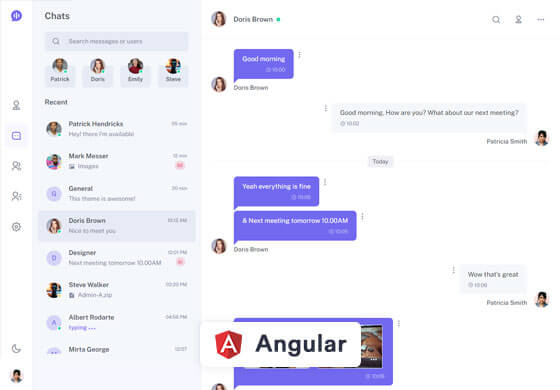 Chats
Search messages or users
Patrick
Doris
Emily
Steve
Recent
Patrick Hendricks
05 min
Hey! there I'm available
Mark Messer
12 min
Images
General
20 min
G
This theme is awesome!
Doris Brown
10:12 AM
Nice to meet you
Designer
12:01 PM
D
Next meeting tomorrow 10.00AM
Steve Walker
Admin-A.zip
Albert Rodarte
04:56 PM
A
typing
Mirta George
12/07
Doris Brown
Good morning
10:00
Doris Brown
Good morning, How are you? What about our next meeting?
10:02
Patricia Smith
Today
Yeah everything is fine
10:05
& Next meeting tomorrow 10.00AM
10:05
Doris Brown
Wow that's great
10:06
Patricia Smith
Angular